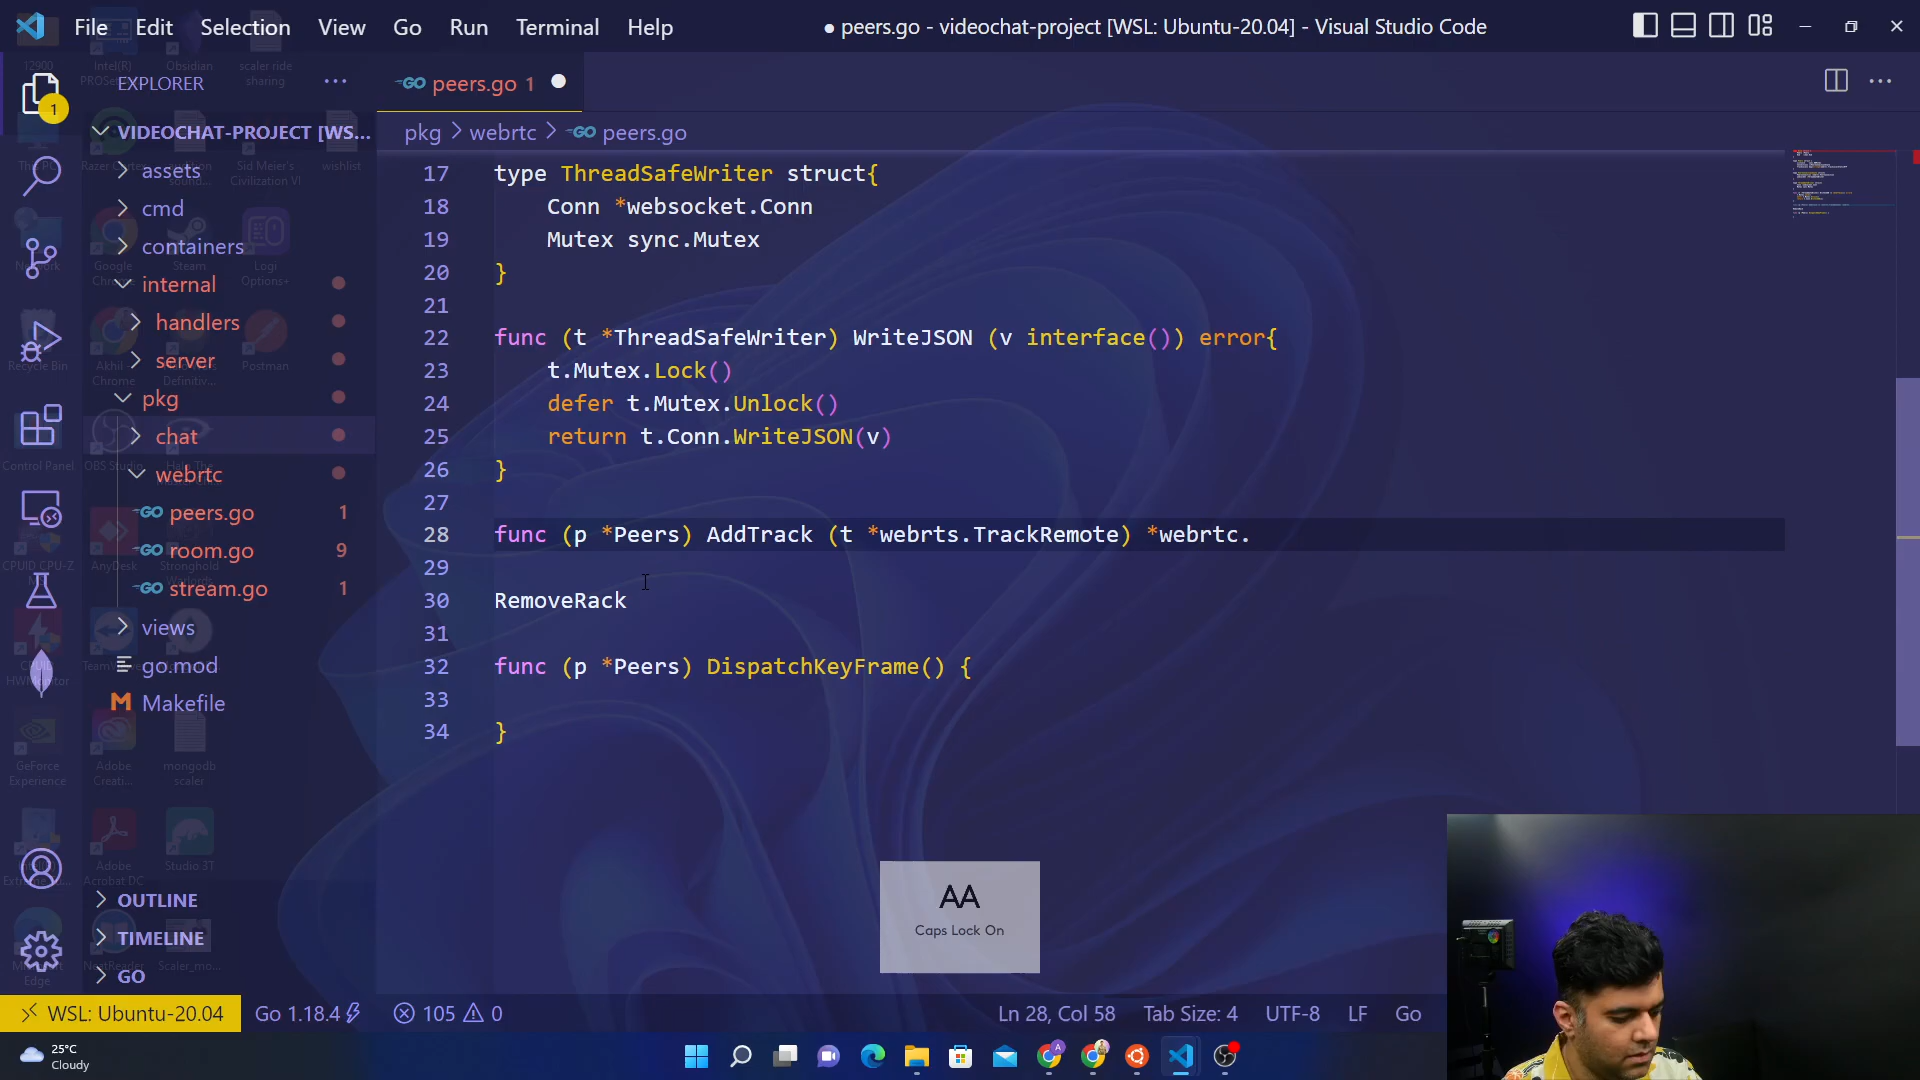 File Edit Selection View Go Run Terminal Help
● peers.go - videochat-project [WSL: Ubuntu-20.04] - Visual Studio Code
EXPLORER
peers.go 1
VIDEOCHAT-PROJECT [WS...
pkg > webrtc > peers.go
assets
cmd
containers
internal
handlers
server
pkg
chat
webrtc
peers.go 1
room.go 9
stream.go 1
views
go.mod
Makefile
OUTLINE
TIMELINE
GO
17 type ThreadSafeWriter struct{
18 Conn *websocket.Conn
19 Mutex sync.Mutex
20 }
21
22 func (t *ThreadSafeWriter) WriteJSON (v interface()) error{
23 t.Mutex.Lock()
24 defer t.Mutex.Unlock()
25 return t.Conn.WriteJSON(v)
26 }
27
28 func (p *Peers) AddTrack (t *webrts.TrackRemote) *webrtc.
29
30 RemoveRack
31
32 func (p *Peers) DispatchKeyFrame() {
33
34 }
AA
Caps Lock On
WSL: Ubuntu-20.04 Go 1.18.4 105 0 Ln 28, Col 58 Tab Size: 4 UTF-8 LF Go
25°C
Cloudy